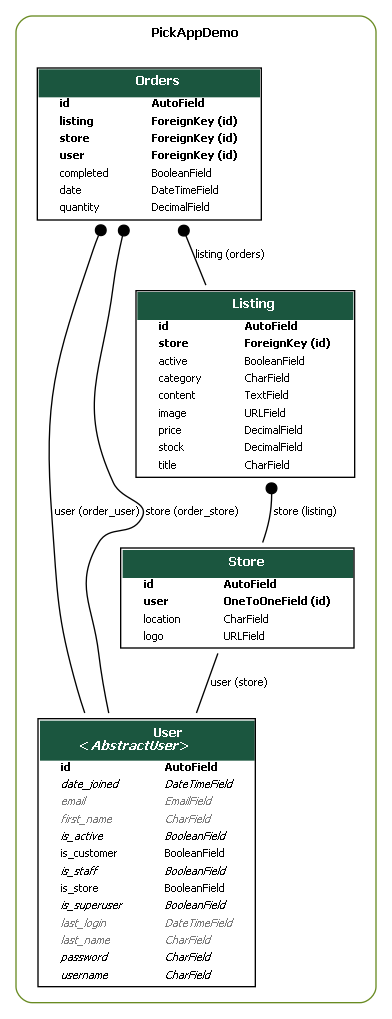 PickAppDemo
Orders
id AutoField
listing ForeignKey (id)
store ForeignKey (id)
user ForeignKey (id)
completed BooleanField
date DateTimeField
quantity DecimalField
listing (orders)
Listing
id AutoField
store ForeignKey (id)
active BooleanField
category CharField
content TextField
image URLField
price DecimalField
stock DecimalField
title CharField
user (order_user) store (order_store) store (listing)
Store
id AutoField
user OneToOneField (id)
location CharField
logo URLField
user (store)
User
<AbstractUser>
id AutoField
date_joined DateTimeField
email EmailField
first_name CharField
is_active BooleanField
is_customer BooleanField
is_staff BooleanField
is_store BooleanField
is_superuser BooleanField
last_login DateTimeField
last_name CharField
password CharField
username CharField